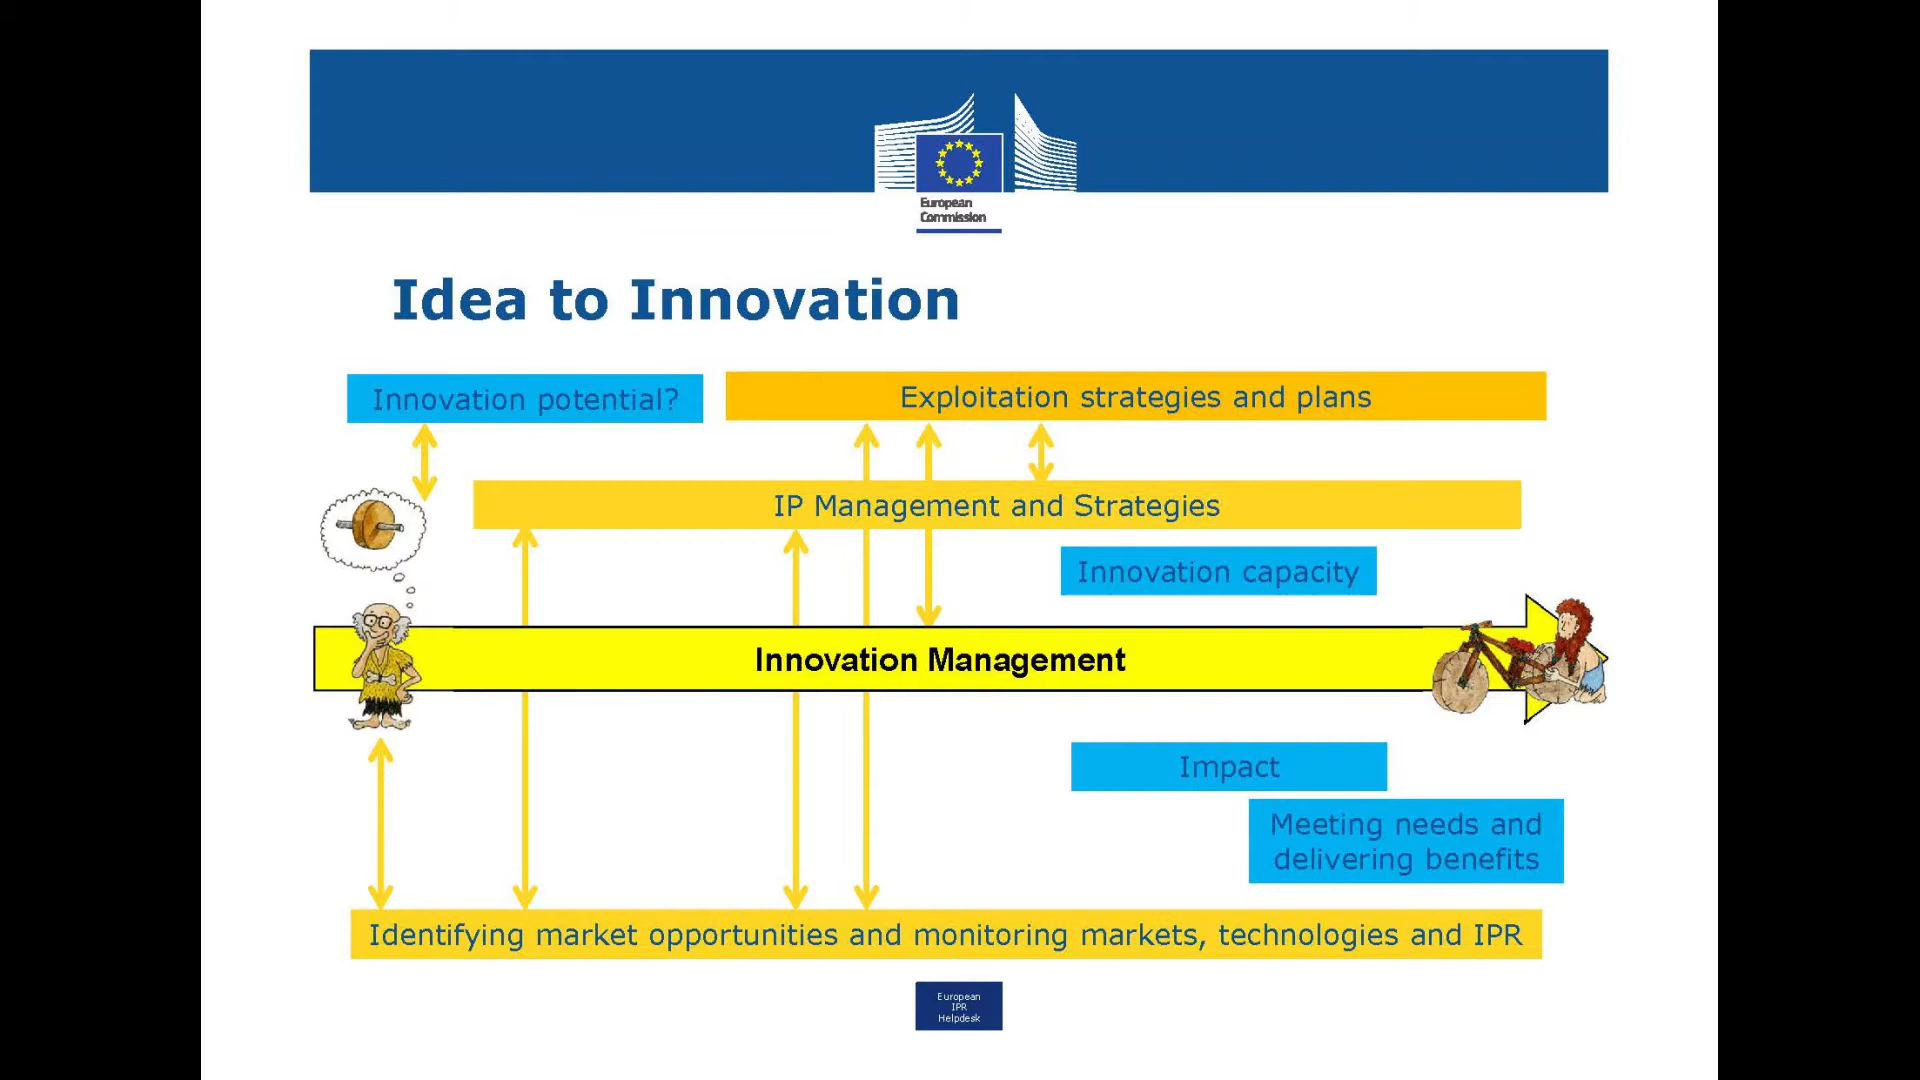 European
Commission
Idea to Innovation
Innovation potential?
Exploitation strategies and plans
IP Management and Strategies
Innovation capacity
Innovation Management
Impact
Meeting needs and
delivering benefits
Identifying market opportunities and monitoring markets, technologies and IPR
European
IPR
Helpdesk